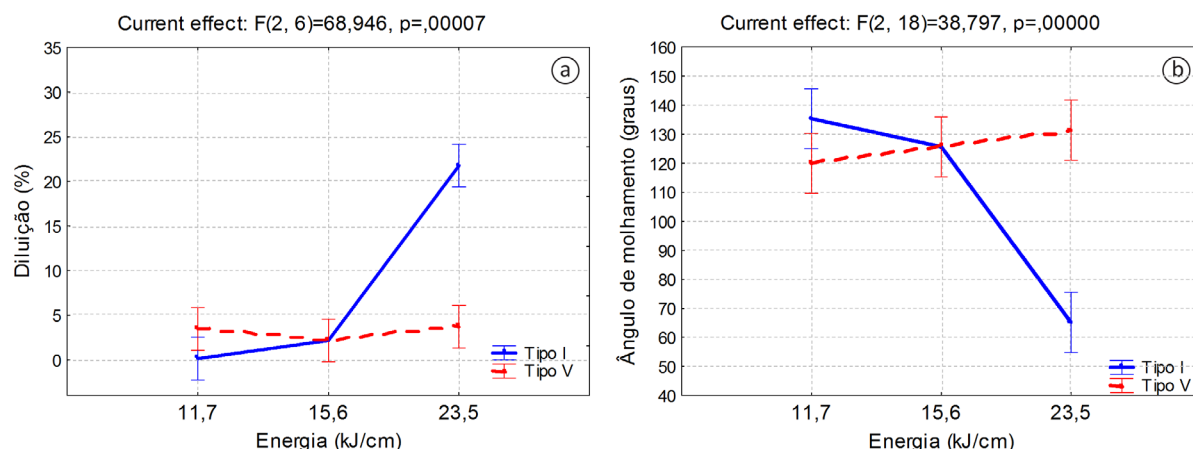 Current effect: F(2, 6)=68,946, p=,00007
a
Diluição (%)
35
30
25
20
15
10
5
0
Tipo I
Tipo V
11,7
15,6
23,5
Energia (kJ/cm)
Current effect: F(2, 18)=38,797, p=,00000
b
Ângulo de molhamento (graus)
160
150
140
130
120
110
100
90
80
70
60
50
40
Tipo I
Tipo V
11,7
15,6
23,5
Energia (kJ/cm)